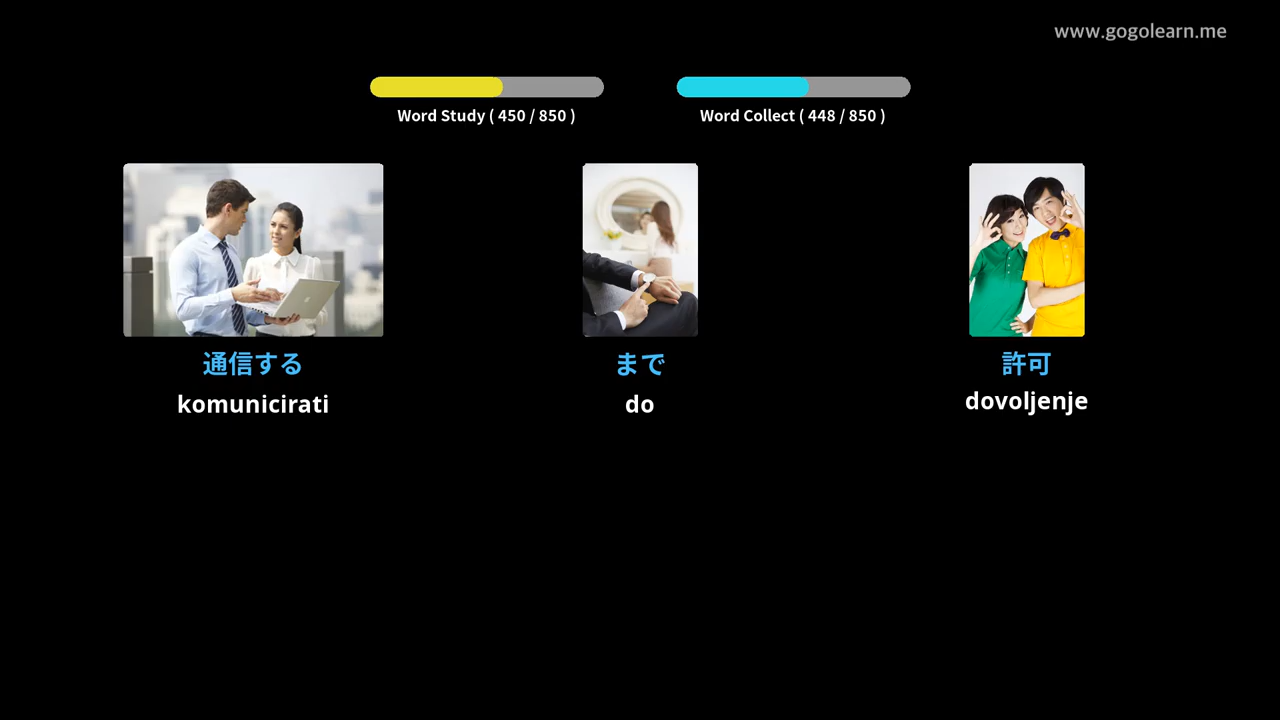 www.gogolearn.me
Word Study ( 450 / 850 )
Word Collect ( 448 / 850 )
通信する
komunicirati
まで
do
許可
dovoljenje